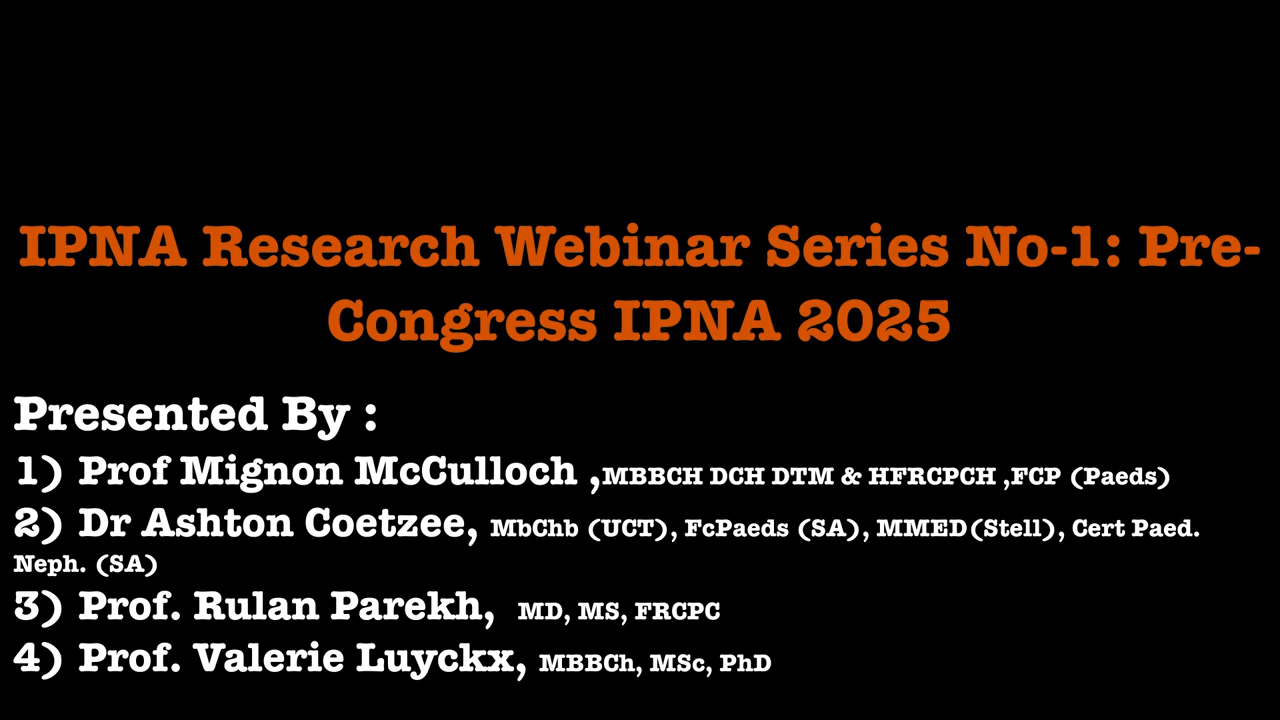 IPNA Research Webinar Series No-1: Pre-
Congress IPNA 2025
Presented By :
1) Prof Mignon McCulloch ,MBBCH DCH DTM & HFRCPCH ,FCP (Paeds)
2) Dr Ashton Coetzee, MbChb (UCT), FcPaeds (SA), MMED(Stell), Cert Paed.
Neph. (SA)
3) Prof. Rulan Parekh, MD, MS, FRCPC
4) Prof. Valerie Luyckx, MBBCh, MSc, PhD